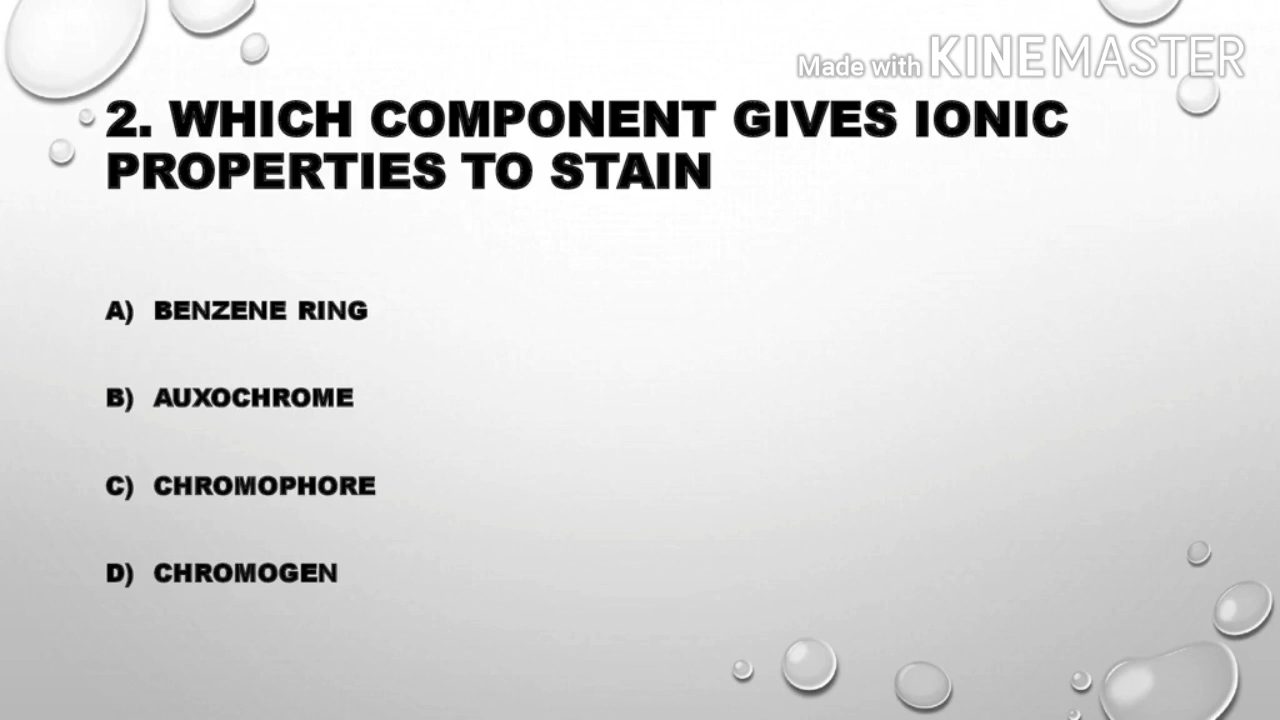 Made with KINEMASTER
2. WHICH COMPONENT GIVES IONIC
PROPERTIES TO STAIN
A) BENZENE RING
B) AUXOCHROME
C) CHROMOPHORE
D) CHROMOGEN